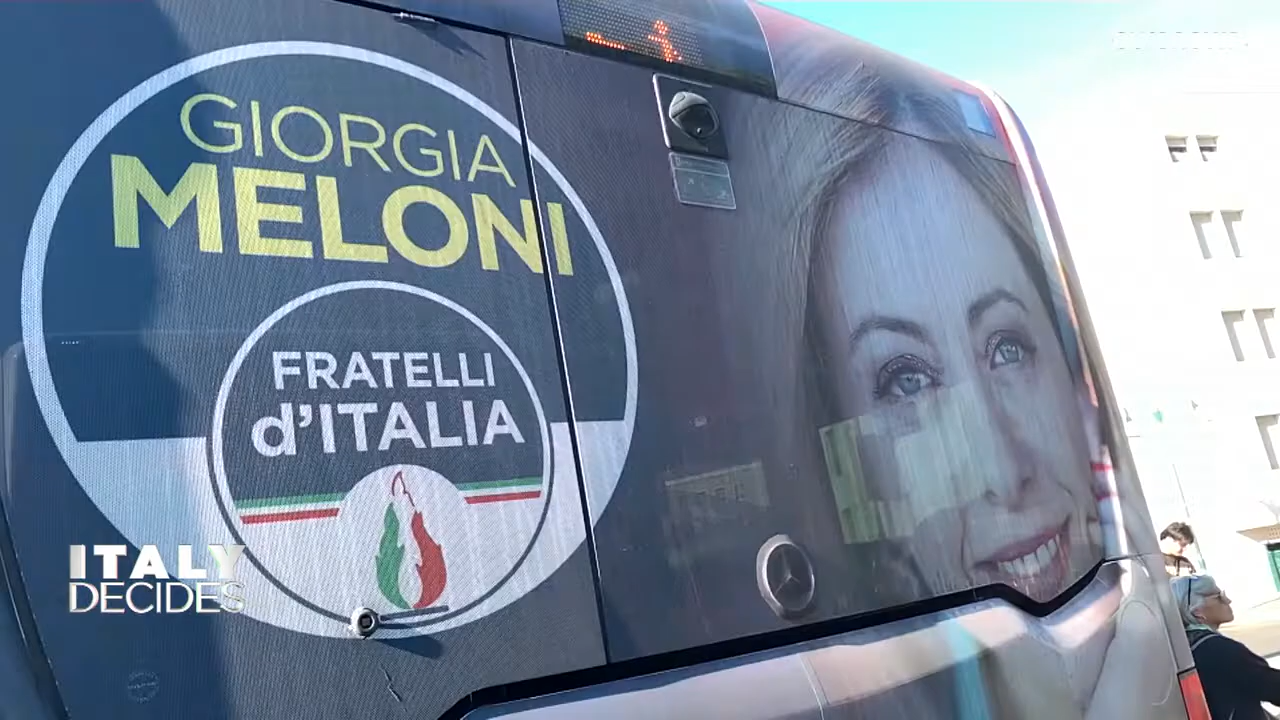 GIORGIA
MELONI
FRATELLI
d'ITALIA
ITALY
DECIDES